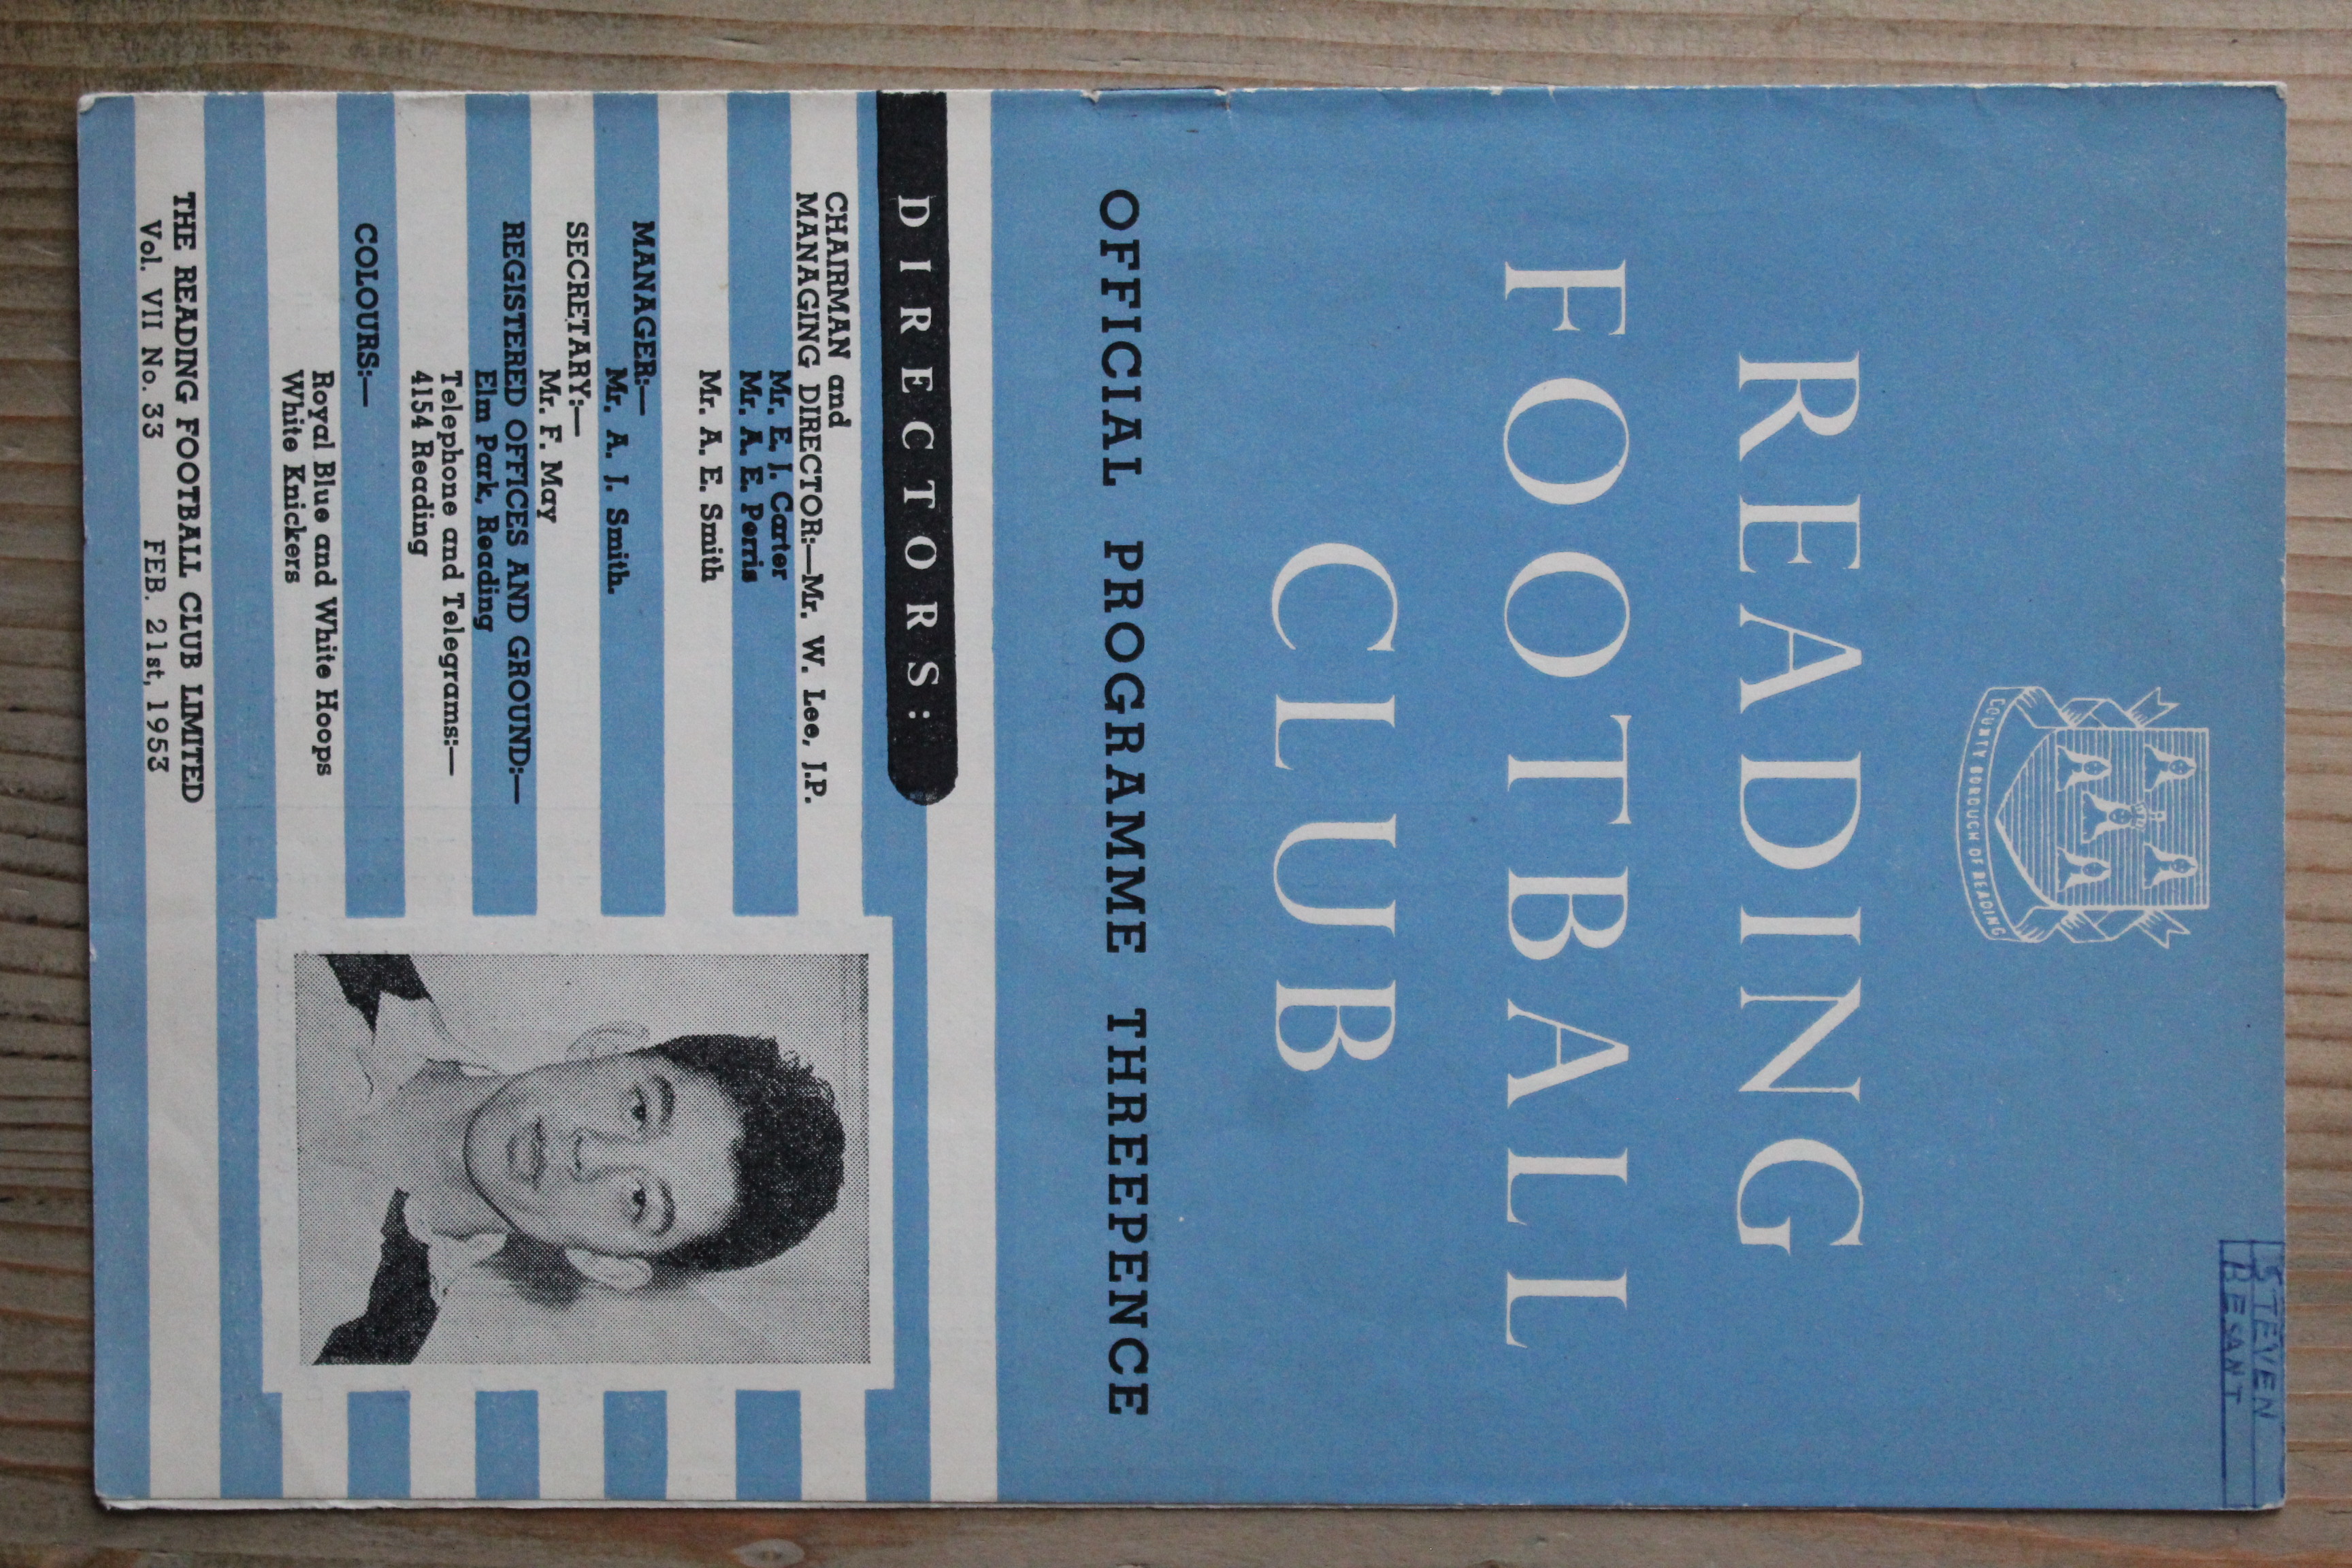 STEVEN
BESANT
COUNTY BOROUGH OF READING
READING
FOOTBALL
CLUB
OFFICIAL PROGRAMME THREEPENCE
DIRECTORS:
CHAIRMAN and
MANAGING DIRECTOR:—Mr. W. Lee, J.P.
Mr. E. J. Carter
Mr. A. E. Perris
Mr. A. E. Smith
MANAGER:—
Mr. A. J. Smith.
SECRETARY:—
Mr. F. May
REGISTERED OFFICES AND GROUND:—
Elm Park, Reading
Telephone and Telegrams:—
4154 Reading
COLOURS:—
Royal Blue and White Hoops
White Knickers
THE READING FOOTBALL CLUB LIMITED
Vol. VII No. 33 FEB. 21st, 1953